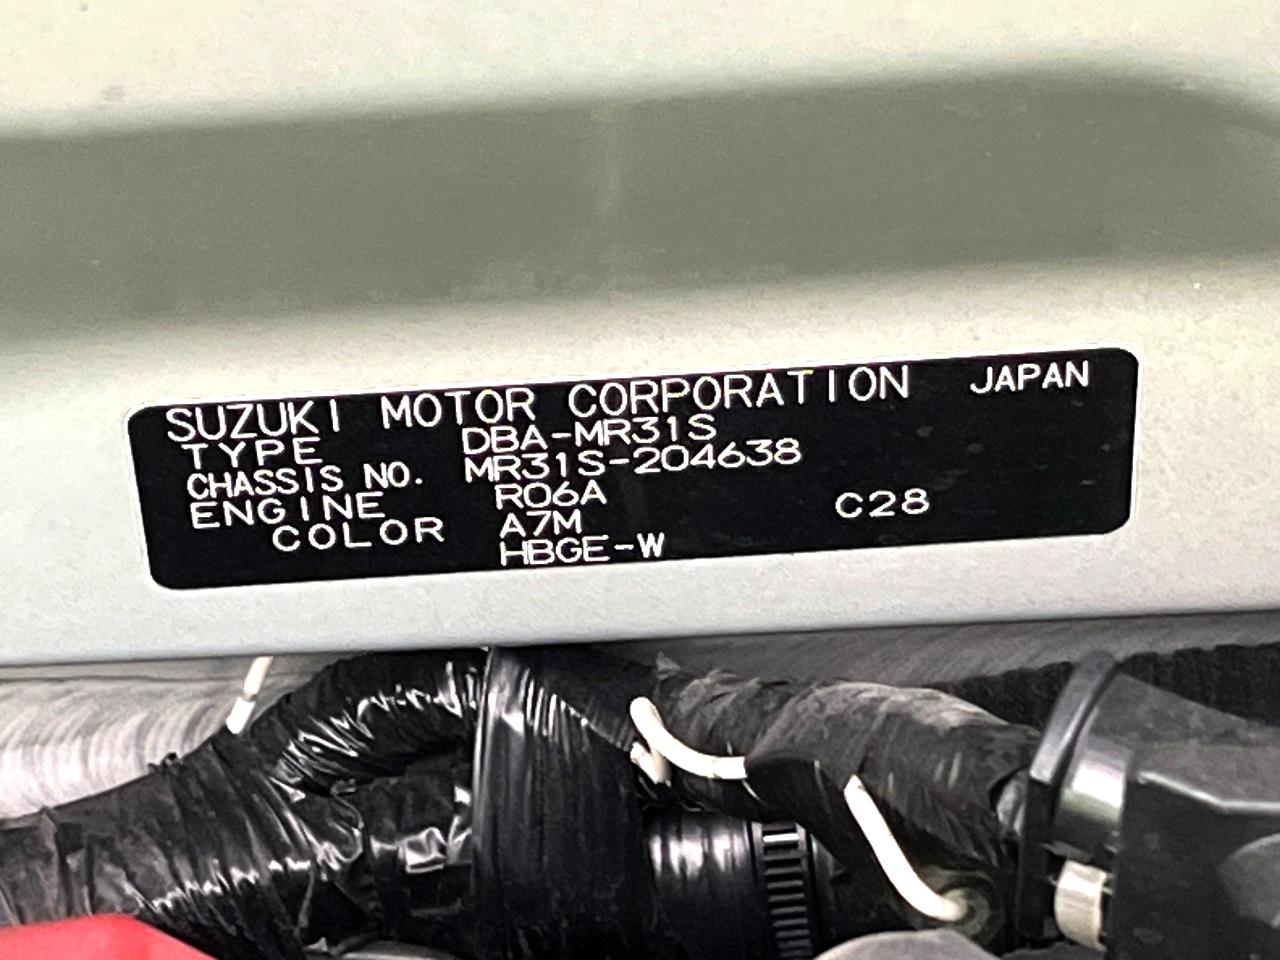 SUZUKI MOTOR CORPORATION JAPAN
TYPE DBA-MR31S
CHASSIS NO. MR31S-204638
ENGINE R06A
COLOR A7M C28
HBGE-W